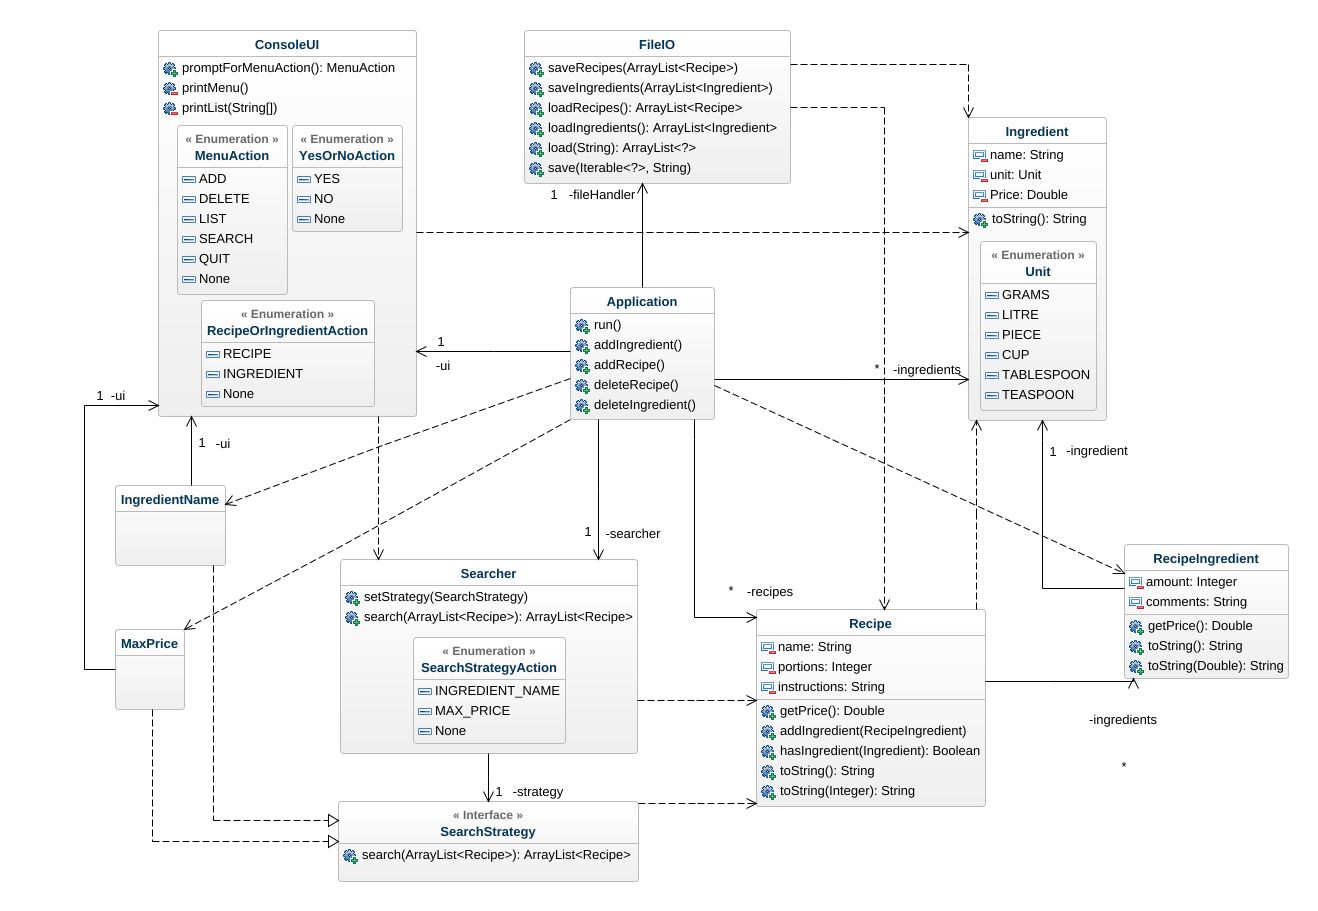 ConsoleUI
promptForMenuAction(): MenuAction
printMenu()
printList(String[])
« Enumeration »
MenuAction
ADD
DELETE
LIST
SEARCH
QUIT
None
« Enumeration »
YesOrNoAction
YES
NO
None
« Enumeration »
RecipeOrIngredientAction
RECIPE
INGREDIENT
None
FileIO
saveRecipes(ArrayList<Recipe>)
saveIngredients(ArrayList<Ingredient>)
loadRecipes(): ArrayList<Recipe>
loadIngredients(): ArrayList<Ingredient>
load(String): ArrayList<?>
save(Iterable<?>, String)
1 -fileHandler
Ingredient
name: String
unit: Unit
Price: Double
toString(): String
« Enumeration »
Unit
GRAMS
LITRE
PIECE
CUP
TABLESPOON
TEASPOON
Application
run()
addIngredient()
addRecipe()
deleteRecipe()
deleteIngredient()
1
-ui
* -ingredients
1 -ui
1 -ui
1 -ingredient
IngredientName
1 -searcher
MaxPrice
Searcher
setStrategy(SearchStrategy)
search(ArrayList<Recipe>): ArrayList<Recipe>
« Enumeration »
SearchStrategyAction
INGREDIENT_NAME
MAX_PRICE
None
* -recipes
Recipe
name: String
portions: Integer
instructions: String
getPrice(): Double
addIngredient(RecipeIngredient)
hasIngredient(Ingredient): Boolean
toString(): String
toString(Integer): String
RecipeIngredient
amount: Integer
comments: String
getPrice(): Double
toString(): String
toString(Double): String
-ingredients
*
1 -strategy
« Interface »
SearchStrategy
search(ArrayList<Recipe>): ArrayList<Recipe>